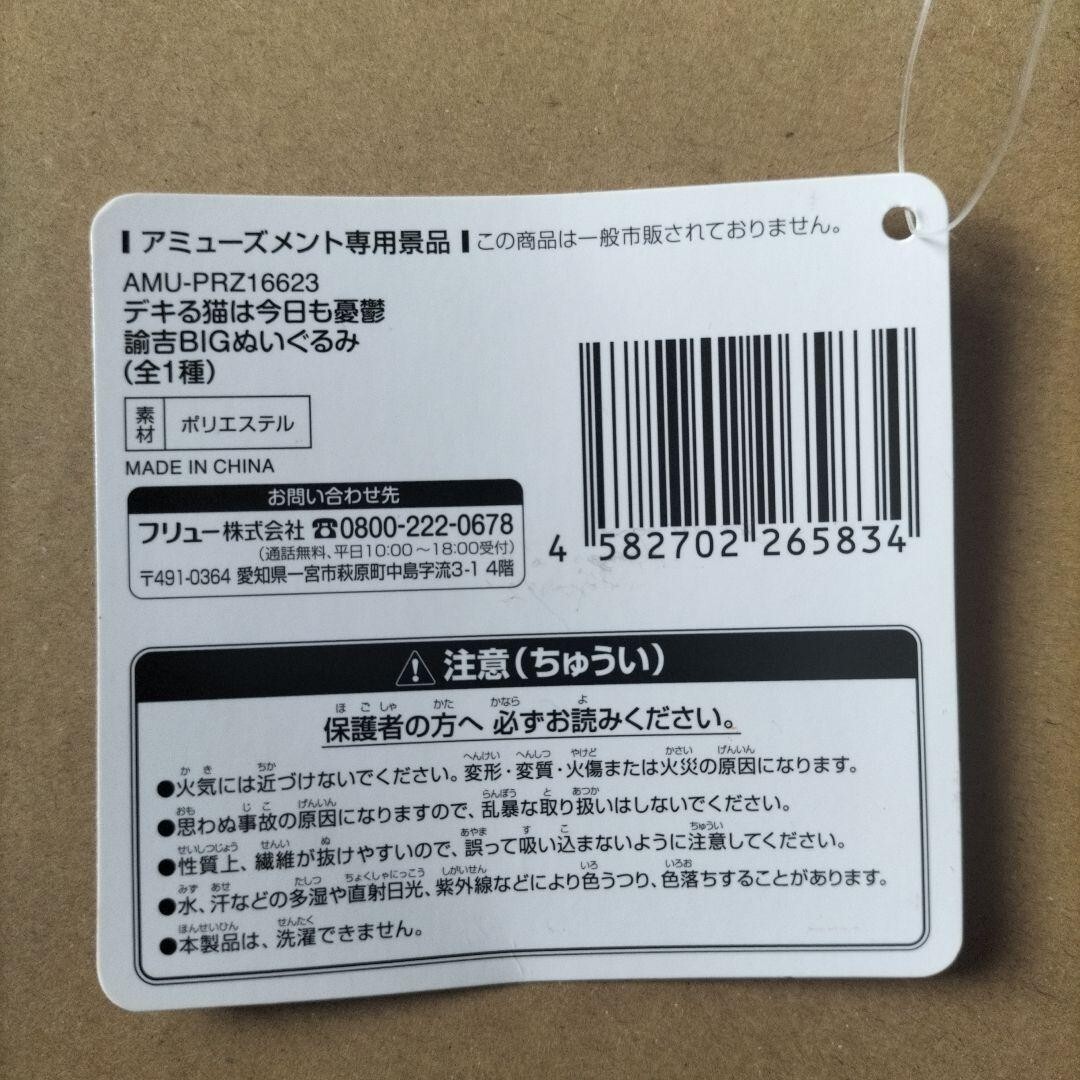 アミューズメント専用景品 この商品は一般市販されておりません。
AMU-PRZ16623
デキる猫は今日も憂鬱
諭吉BIGぬいぐるみ
(全1種)
素材 ポリエステル
MADE IN CHINA
お問い合わせ先
フリュー株式会社 ☎0800-222-0678
(通話無料、平日10:00～18:00受付)
〒491-0364 愛知県一宮市萩原町中島字流3-1 4階
4 582702 265834
注意(ちゅうい)
保護者の方へ 必ずお読みください。
●火気には近づけないでください。変形・変質・火傷または火災の原因になります。
●思わぬ事故の原因になりますので、乱暴な取り扱いはしないでください。
●性質上、繊維が抜けやすいので、誤って吸い込まないように注意してください。
●水、汗などの多湿や直射日光、紫外線などにより色うつり、色落ちすることがあります。
●本製品は、洗濯できません。